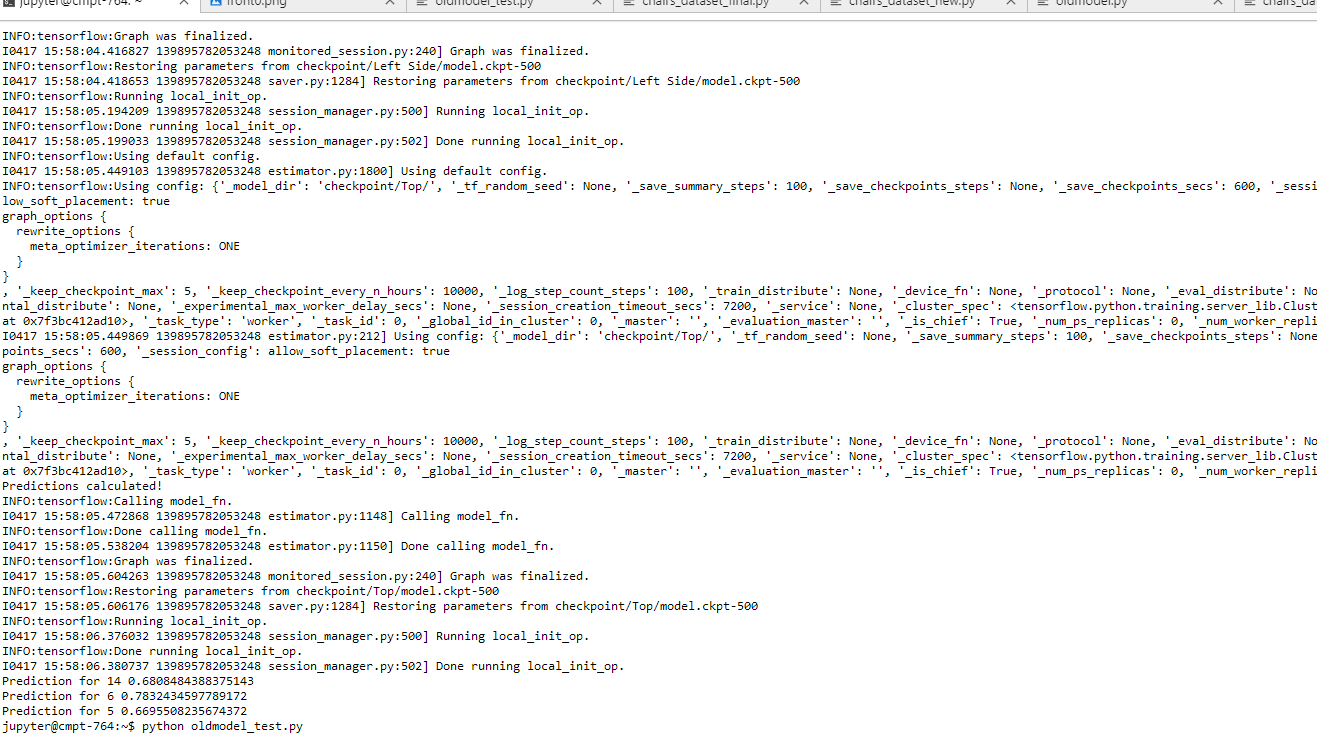 jupyter@cmpt-764: ~ × front0.png × oldmodel_test.py × chairs_dataset_final.py × chairs_dataset_new.py × oldmodel.py × chairs_da
INFO:tensorflow:Graph was finalized.
I0417 15:58:04.416827 139895782053248 monitored_session.py:240] Graph was finalized.
INFO:tensorflow:Restoring parameters from checkpoint/Left Side/model.ckpt-500
I0417 15:58:04.418653 139895782053248 saver.py:1284] Restoring parameters from checkpoint/Left Side/model.ckpt-500
INFO:tensorflow:Running local_init_op.
I0417 15:58:05.194209 139895782053248 session_manager.py:500] Running local_init_op.
INFO:tensorflow:Done running local_init_op.
I0417 15:58:05.199033 139895782053248 session_manager.py:502] Done running local_init_op.
INFO:tensorflow:Using default config.
I0417 15:58:05.449103 139895782053248 estimator.py:1800] Using default config.
INFO:tensorflow:Using config: {'_model_dir': 'checkpoint/Top/', '_tf_random_seed': None, '_save_summary_steps': 100, '_save_checkpoints_steps': None, '_save_checkpoints_secs': 600, '_sessi
low_soft_placement: true
graph_options {
  rewrite_options {
    meta_optimizer_iterations: ONE
  }
}
, '_keep_checkpoint_max': 5, '_keep_checkpoint_every_n_hours': 10000, '_log_step_count_steps': 100, '_train_distribute': None, '_device_fn': None, '_protocol': None, '_eval_distribute': No
ntal_distribute': None, '_experimental_max_worker_delay_secs': None, '_session_creation_timeout_secs': 7200, '_service': None, '_cluster_spec': <tensorflow.python.training.server_lib.Clust
at 0x7f3bc412ad10>, '_task_type': 'worker', '_task_id': 0, '_global_id_in_cluster': 0, '_master': '', '_evaluation_master': '', '_is_chief': True, '_num_ps_replicas': 0, '_num_worker_repli
I0417 15:58:05.449869 139895782053248 estimator.py:212] Using config: {'_model_dir': 'checkpoint/Top/', '_tf_random_seed': None, '_save_summary_steps': 100, '_save_checkpoints_steps': None
points_secs': 600, '_session_config': allow_soft_placement: true
graph_options {
  rewrite_options {
    meta_optimizer_iterations: ONE
  }
}
, '_keep_checkpoint_max': 5, '_keep_checkpoint_every_n_hours': 10000, '_log_step_count_steps': 100, '_train_distribute': None, '_device_fn': None, '_protocol': None, '_eval_distribute': No
ntal_distribute': None, '_experimental_max_worker_delay_secs': None, '_session_creation_timeout_secs': 7200, '_service': None, '_cluster_spec': <tensorflow.python.training.server_lib.Clust
at 0x7f3bc412ad10>, '_task_type': 'worker', '_task_id': 0, '_global_id_in_cluster': 0, '_master': '', '_evaluation_master': '', '_is_chief': True, '_num_ps_replicas': 0, '_num_worker_repli
Predictions calculated!
INFO:tensorflow:Calling model_fn.
I0417 15:58:05.472868 139895782053248 estimator.py:1148] Calling model_fn.
INFO:tensorflow:Done calling model_fn.
I0417 15:58:05.538204 139895782053248 estimator.py:1150] Done calling model_fn.
INFO:tensorflow:Graph was finalized.
I0417 15:58:05.604263 139895782053248 monitored_session.py:240] Graph was finalized.
INFO:tensorflow:Restoring parameters from checkpoint/Top/model.ckpt-500
I0417 15:58:05.606176 139895782053248 saver.py:1284] Restoring parameters from checkpoint/Top/model.ckpt-500
INFO:tensorflow:Running local_init_op.
I0417 15:58:06.376032 139895782053248 session_manager.py:500] Running local_init_op.
INFO:tensorflow:Done running local_init_op.
I0417 15:58:06.380737 139895782053248 session_manager.py:502] Done running local_init_op.
Prediction for 14 0.6808484388375143
Prediction for 6 0.7832434597789172
Prediction for 5 0.6695508235674372
jupyter@cmpt-764:~$ python oldmodel_test.py